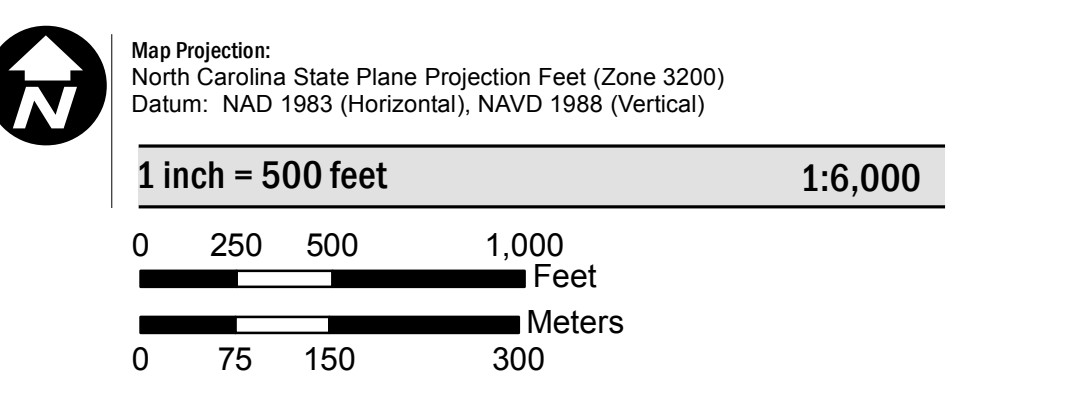 N
Map Projection:
North Carolina State Plane Projection Feet (Zone 3200)
Datum:  NAD 1983 (Horizontal), NAVD 1988 (Vertical)
1 inch = 500 feet 1:6,000
0 250 500 1,000
Feet
Meters
0 75 150 300